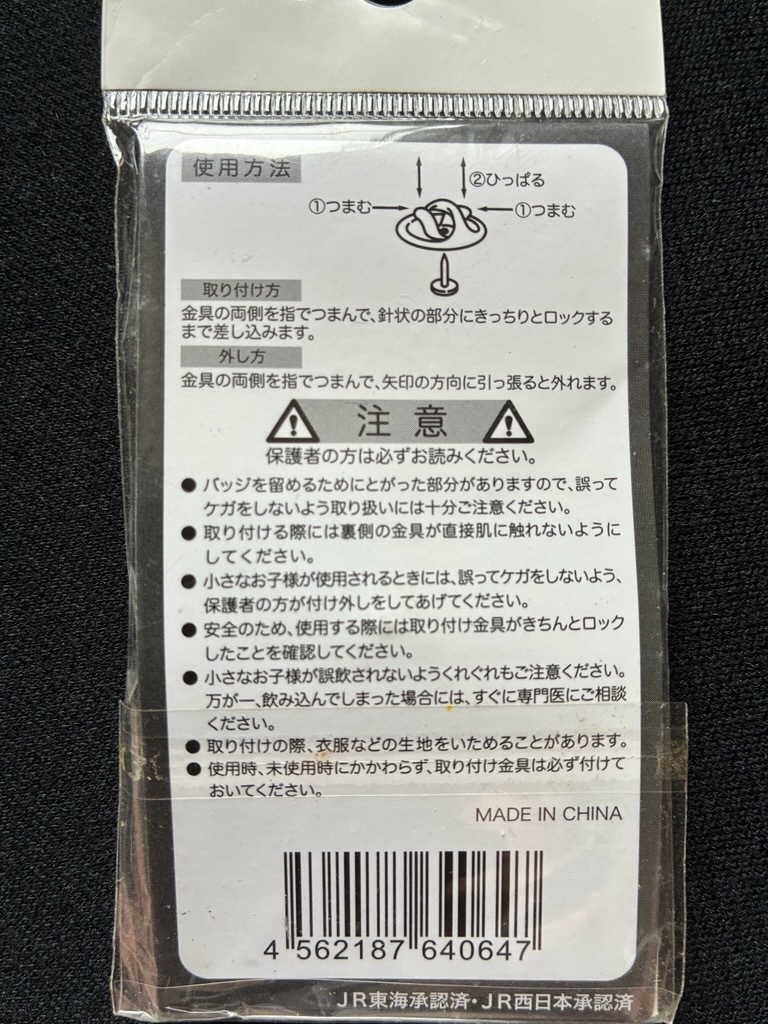 使用方法
②ひっぱる
①つまむ
①つまむ
取り付け方
金具の両側を指でつまんで、針状の部分にきっちりとロックする
まで差し込みます。
外し方
金具の両側を指でつまんで、矢印の方向に引っ張ると外れます。
注意
保護者の方は必ずお読みください。
● バッジを留めるためにとがった部分がありますので、誤って
ケガをしないよう取り扱いには十分ご注意ください。
● 取り付ける際には裏側の金具が直接肌に触れないように
してください。
● 小さなお子様が使用されるときには、誤ってケガをしないよう、
保護者の方が付け外しをしてあげてください。
● 安全のため、使用する際には取り付け金具がきちんとロック
したことを確認してください。
● 小さなお子様が誤飲されないようくれぐれもご注意ください。
万が一、飲み込んでしまった場合には、すぐに専門医にご相談
ください。
● 取り付けの際、衣服などの生地をいためることがあります。
● 使用時、未使用時にかかわらず、取り付け金具は必ず付けて
おいてください。
MADE IN CHINA
4 562187 640647
JR東海承認済・JR西日本承認済